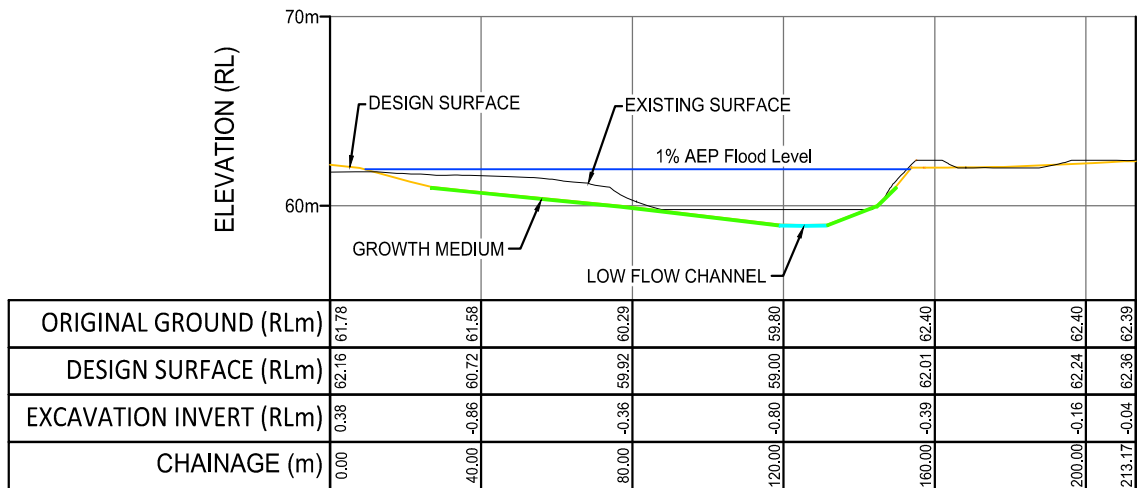 70m
ELEVATION (RL)
DESIGN SURFACE
EXISTING SURFACE
1% AEP Flood Level
60m
GROWTH MEDIUM
LOW FLOW CHANNEL
ORIGINAL GROUND (RLm) 61.78 61.58 60.29 59.80 62.40 62.40 62.39
DESIGN SURFACE (RLm) 62.16 60.72 59.92 59.00 62.01 62.24 62.36
EXCAVATION INVERT (RLm) 0.38 -0.86 -0.36 -0.80 -0.39 -0.16 -0.04
CHAINAGE (m) 0.00 40.00 80.00 120.00 160.00 200.00 213.17